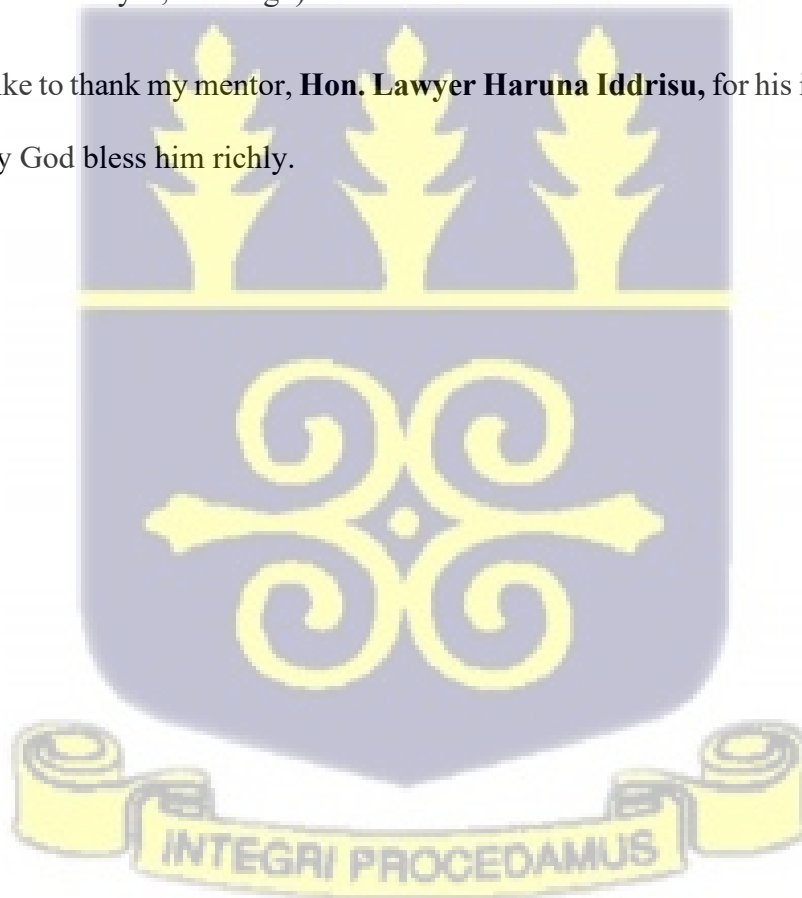 ke to thank my mentor, Hon. Lawyer Haruna Iddrisu, for his i
y God bless him richly.
INTEGRI PROCEDAMUS